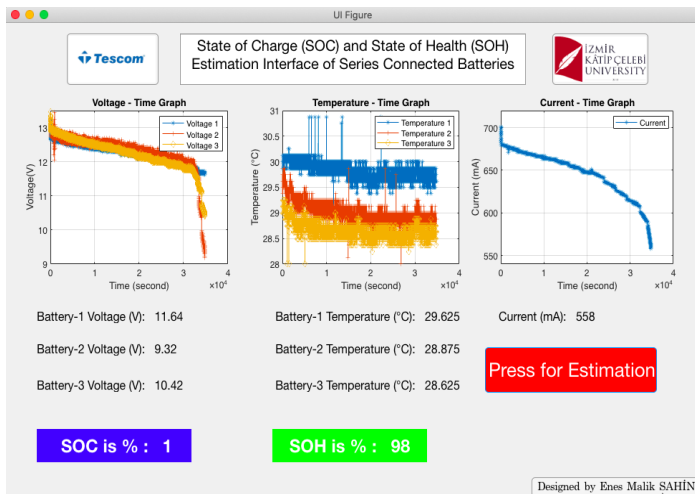 UI Figure
Tescom
State of Charge (SOC) and State of Health (SOH)
Estimation Interface of Series Connected Batteries
İZMİR
KÂTİP ÇELEBİ
UNIVERSITY
Voltage - Time Graph
Voltage(V)
13
12
11
10
9
Voltage 1
Voltage 2
Voltage 3
0 1 2 3 4
Time (second) ×10⁴
Temperature - Time Graph
Temperature (°C)
31
30.5
30
29.5
29
28.5
28
Temperature 1
Temperature 2
Temperature 3
0 1 2 3 4
Time (second) ×10⁴
Current - Time Graph
Current (mA)
700
650
600
550
Current
0 1 2 3 4
Time (second) ×10⁴
Battery-1 Voltage (V): 11.64
Battery-2 Voltage (V): 9.32
Battery-3 Voltage (V): 10.42
Battery-1 Temperature (°C): 29.625
Battery-2 Temperature (°C): 28.875
Battery-3 Temperature (°C): 28.625
Current (mA): 558
Press for Estimation
SOC is % : 1
SOH is % : 98
Designed by Enes Malik SAHİN